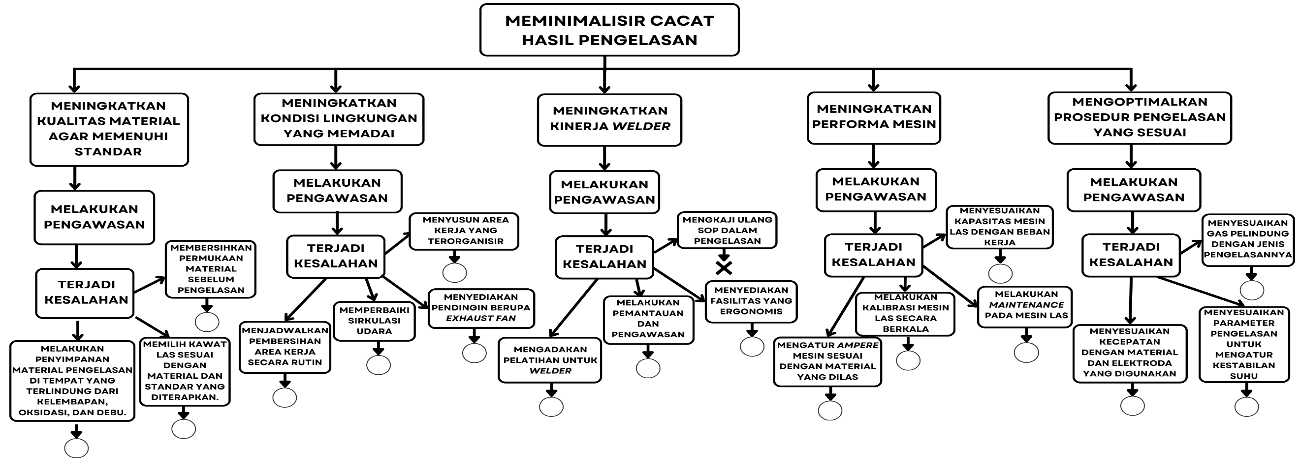 MEMINIMALISIR CACAT
HASIL PENGELASAN
MENINGKATKAN
KUALITAS MATERIAL
AGAR MEMENUHI
STANDAR
MENINGKATKAN
KONDISI LINGKUNGAN
YANG MEMADAI
MENINGKATKAN
KINERJA WELDER
MENINGKATKAN
PERFORMA MESIN
MENGOPTIMALKAN
PROSEDUR PENGELASAN
YANG SESUAI
MELAKUKAN
PENGAWASAN
MELAKUKAN
PENGAWASAN
MELAKUKAN
PENGAWASAN
MELAKUKAN
PENGAWASAN
MELAKUKAN
PENGAWASAN
TERJADI
KESALAHAN
MEMBERSIHKAN
PERMUKAAN
MATERIAL
SEBELUM
PENGELASAN
MELAKUKAN
PENYIMPANAN
MATERIAL PENGELASAN
DI TEMPAT YANG
TERLINDUNG DARI
KELEMBAPAN,
OKSIDASI, DAN DEBU.
MEMILIH KAWAT
LAS SESUAI
DENGAN
MATERIAL DAN
STANDAR YANG
DITERAPKAN.
TERJADI
KESALAHAN
MENYUSUN AREA
KERJA YANG
TERORGANISIR
MENJADWALKAN
PEMBERSIHAN
AREA KERJA
SECARA RUTIN
MEMPERBAIKI
SIRKULASI
UDARA
MENYEDIAKAN
PENDINGIN BERUPA
EXHAUST FAN
TERJADI
KESALAHAN
MENGKAJI ULANG
SOP DALAM
PENGELASAN
MENGADAKAN
PELATIHAN UNTUK
WELDER
MELAKUKAN
PEMANTAUAN
DAN
PENGAWASAN
MENYEDIAKAN
FASILITAS YANG
ERGONOMIS
TERJADI
KESALAHAN
MENYESUAIKAN
KAPASITAS MESIN
LAS DENGAN BEBAN
KERJA
MENGATUR AMPERE
MESIN SESUAI
DENGAN MATERIAL
YANG DILAS
MELAKUKAN
KALIBRASI MESIN
LAS SECARA
BERKALA
MELAKUKAN
MAINTENANCE
PADA MESIN LAS
TERJADI
KESALAHAN
MENYESUAIKAN
GAS PELINDUNG
DENGAN JENIS
PENGELASANNYA
MENYESUAIKAN
KECEPATAN
DENGAN MATERIAL
DAN ELEKTRODA
YANG DIGUNAKAN
MENYESUAIKAN
PARAMETER
PENGELASAN
UNTUK
MENGATUR
KESTABILAN
SUHU